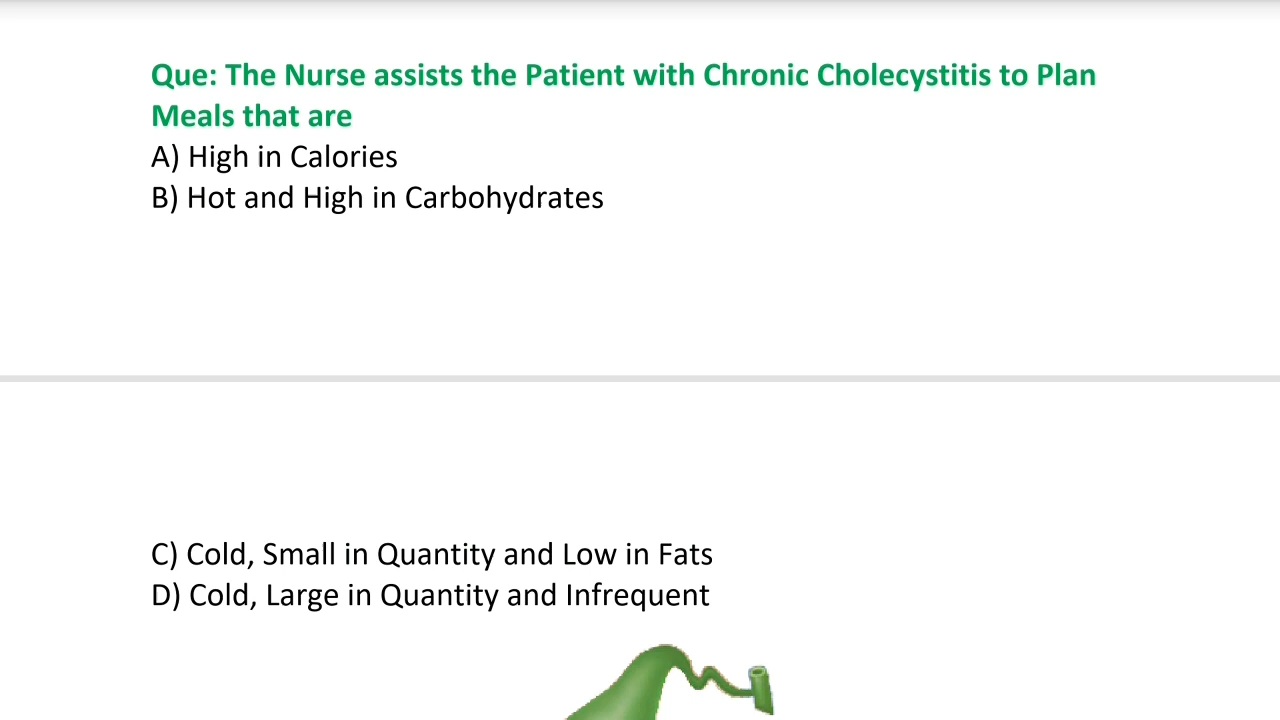 Que: The Nurse assists the Patient with Chronic Cholecystitis to Plan
Meals that are
A) High in Calories
B) Hot and High in Carbohydrates
C) Cold, Small in Quantity and Low in Fats
D) Cold, Large in Quantity and Infrequent